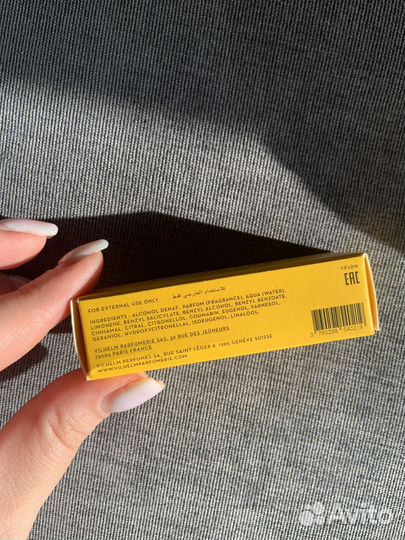 للاستخدام الخارجي فقط
FOR EXTERNAL USE ONLY
INGREDIENTS - ALCOHOL DENAT., PARFUM (FRAGRANCE), AQUA (WATER),
LIMONENE, BENZYL SALICYLATE, BENZYL ALCOHOL, BENZYL BENZOATE,
CINNAMAL, CITRAL, CITRONELLOL, COUMARIN, EUGENOL, FARNESOL,
GERANIOL, HYDROXYCITRONELLAL, ISOEUGENOL, LINALOOL.
VILHELM PARFUMERIE SAS, 36 RUE DES JEÛNEURS
75002 PARIS FRANCE
VILHELM PERFUMES SA, RUE SAINT LÉGER 8 1205 GENÈVE SUISSE
WWW.VILHELMPARFUMERIE.COM
EAC
Avito